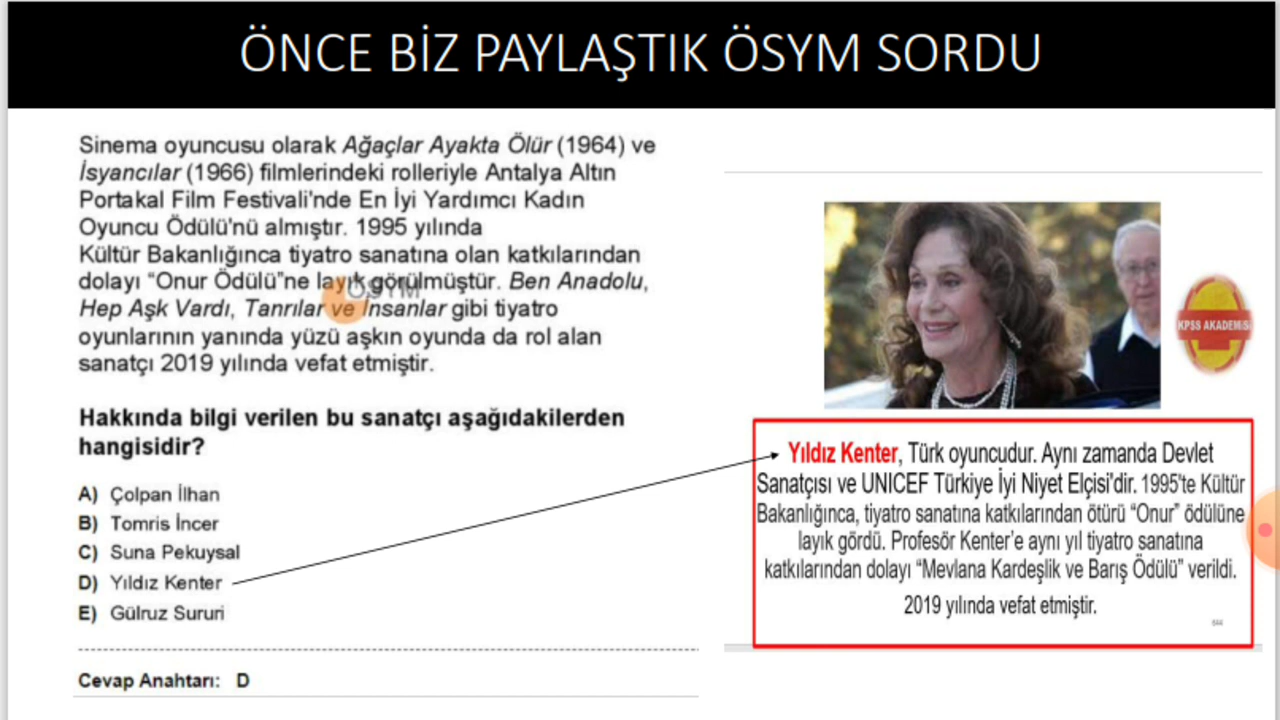 ÖNCE BİZ PAYLAŞTIK ÖSYM SORDU
Sinema oyuncusu olarak Ağaçlar Ayakta Ölür (1964) ve
İsyancılar (1966) filmlerindeki rolleriyle Antalya Altın
Portakal Film Festivali'nde En İyi Yardımcı Kadın
Oyuncu Ödülü'nü almıştır. 1995 yılında
Kültür Bakanlığınca tiyatro sanatına olan katkılarından
dolayı “Onur Ödülü”ne layık görülmüştür. Ben Anadolu,
ÖSYM
Hep Aşk Vardı, Tanrılar ve İnsanlar gibi tiyatro
oyunlarının yanında yüzü aşkın oyunda da rol alan
sanatçı 2019 yılında vefat etmiştir.
Hakkında bilgi verilen bu sanatçı aşağıdakilerden
hangisidir?
A) Çolpan İlhan
B) Tomris İncer
C) Suna Pekuysal
D) Yıldız Kenter
E) Gülruz Sururi
Cevap Anahtarı: D
KPSS AKADEMİSİ
Yıldız Kenter, Türk oyuncudur. Aynı zamanda Devlet
Sanatçısı ve UNICEF Türkiye İyi Niyet Elçisi'dir. 1995'te Kültür
Bakanlığınca, tiyatro sanatına katkılarından ötürü “Onur” ödülüne
layık gördü. Profesör Kenter’e aynı yıl tiyatro sanatına
katkılarından dolayı “Mevlana Kardeşlik ve Barış Ödülü” verildi.
2019 yılında vefat etmiştir.
644